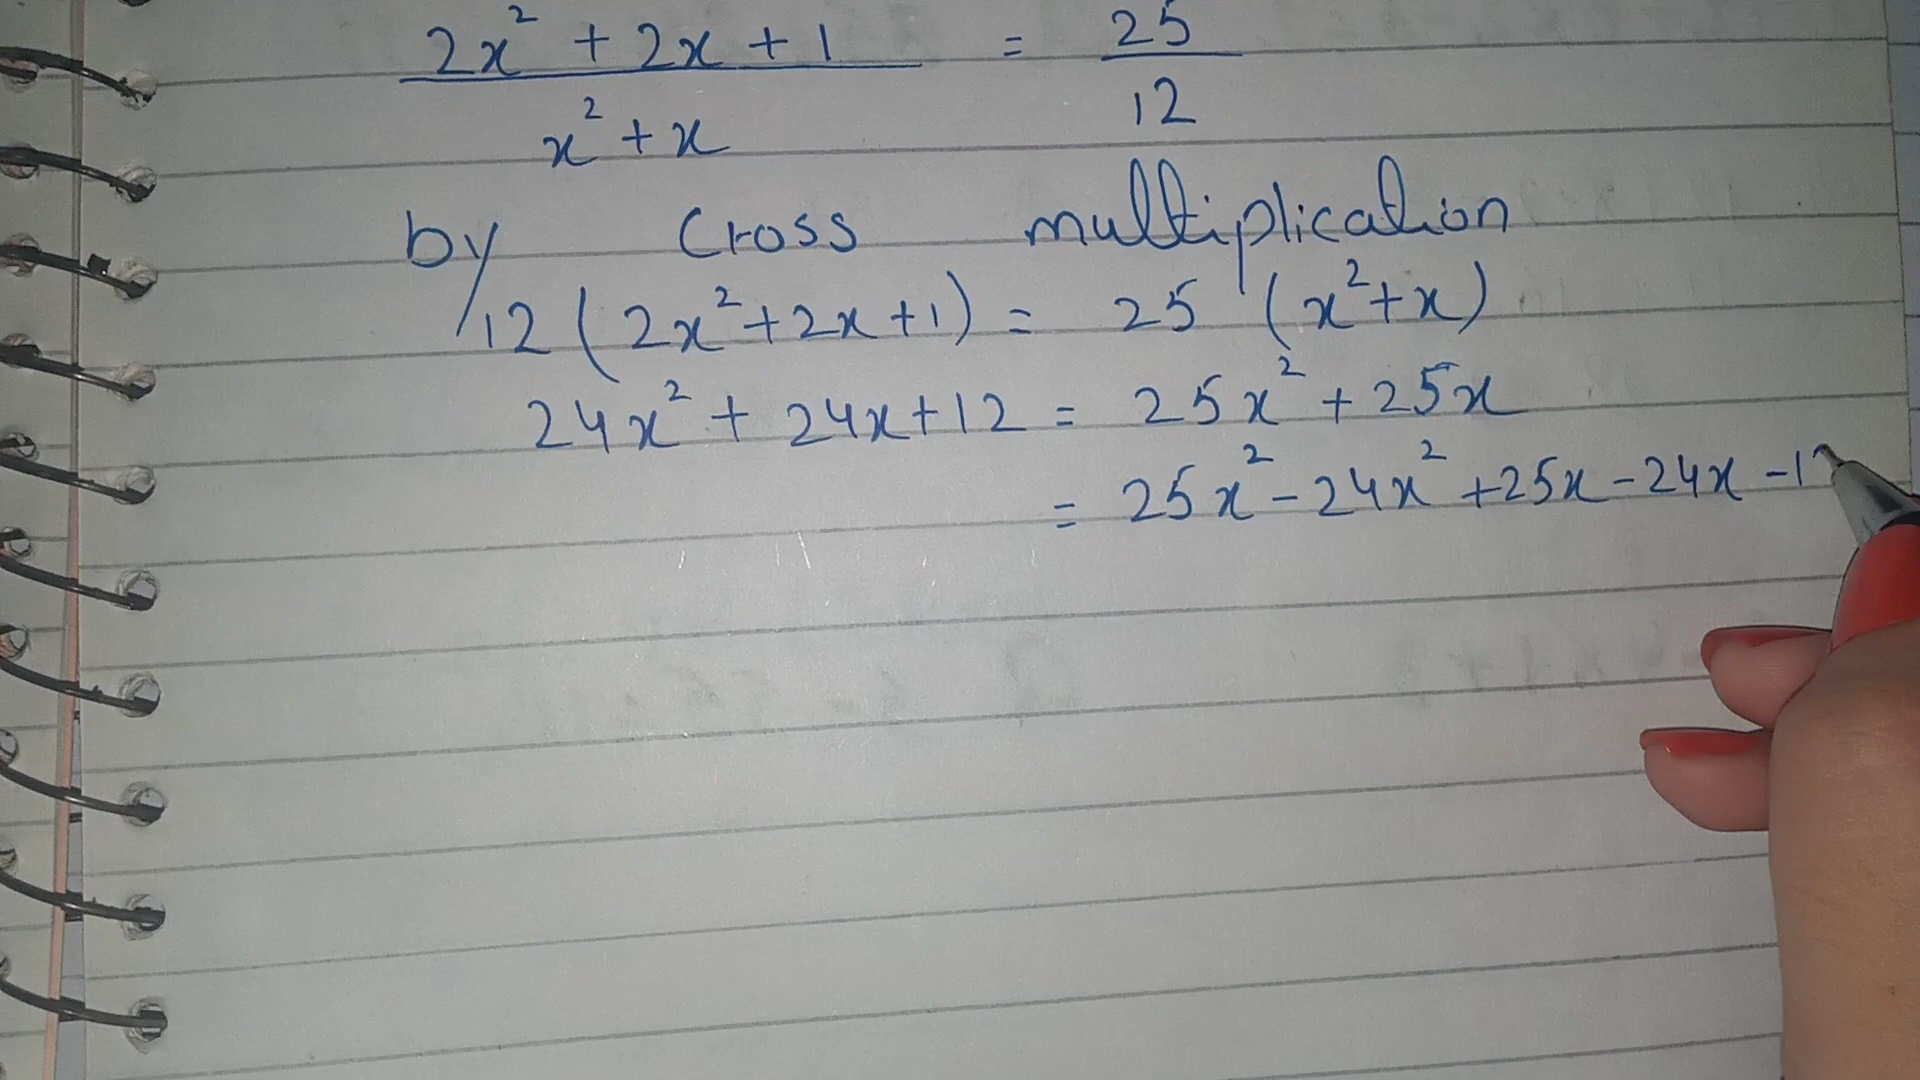 2x² + 2x + 1 = 25
x² + x 12
by Cross multiplication
12 (2x² + 2x + 1) = 25 (x² + x)
24x² + 24x + 12 = 25x² + 25x
= 25x² - 24x² + 25x - 24x - 1